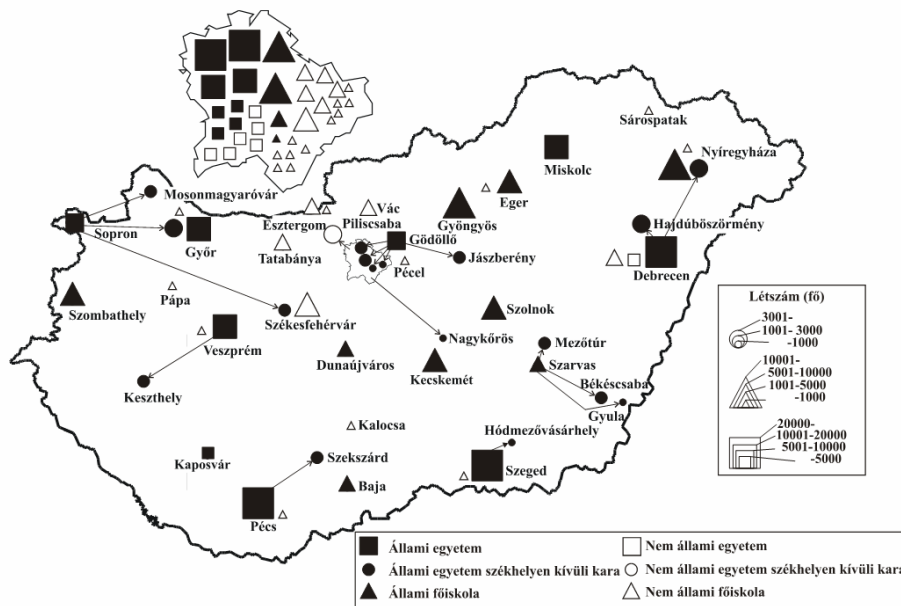 Sárospatak
Nyíregyháza
Miskolc
Mosonmagyaróvár
Eger
Vác
Esztergom
Piliscsaba
Gyöngyös
Hajdúböszörmény
Sopron
Győr
Gödöllő
Tatabánya
Jászberény
Debrecen
Pécel
Pápa
Szombathely
Székesfehérvár
Szolnok
Nagykőrös
Mezőtúr
Veszprém
Dunaújváros
Kecskemét
Szarvas
Békéscsaba
Keszthely
Gyula
Kalocsa
Hódmezővásárhely
Kaposvár
Szekszárd
Szeged
Baja
Pécs
Létszám (fő)
3001-
1001- 3000
-1000
10001-
5001-10000
1001-5000
-1000
20000-
10001-20000
5001-10000
-5000
Állami egyetem
Állami egyetem székhelyen kívüli kara
Állami főiskola
Nem állami egyetem
Nem állami egyetem székhelyen kívüli kara
Nem állami főiskola